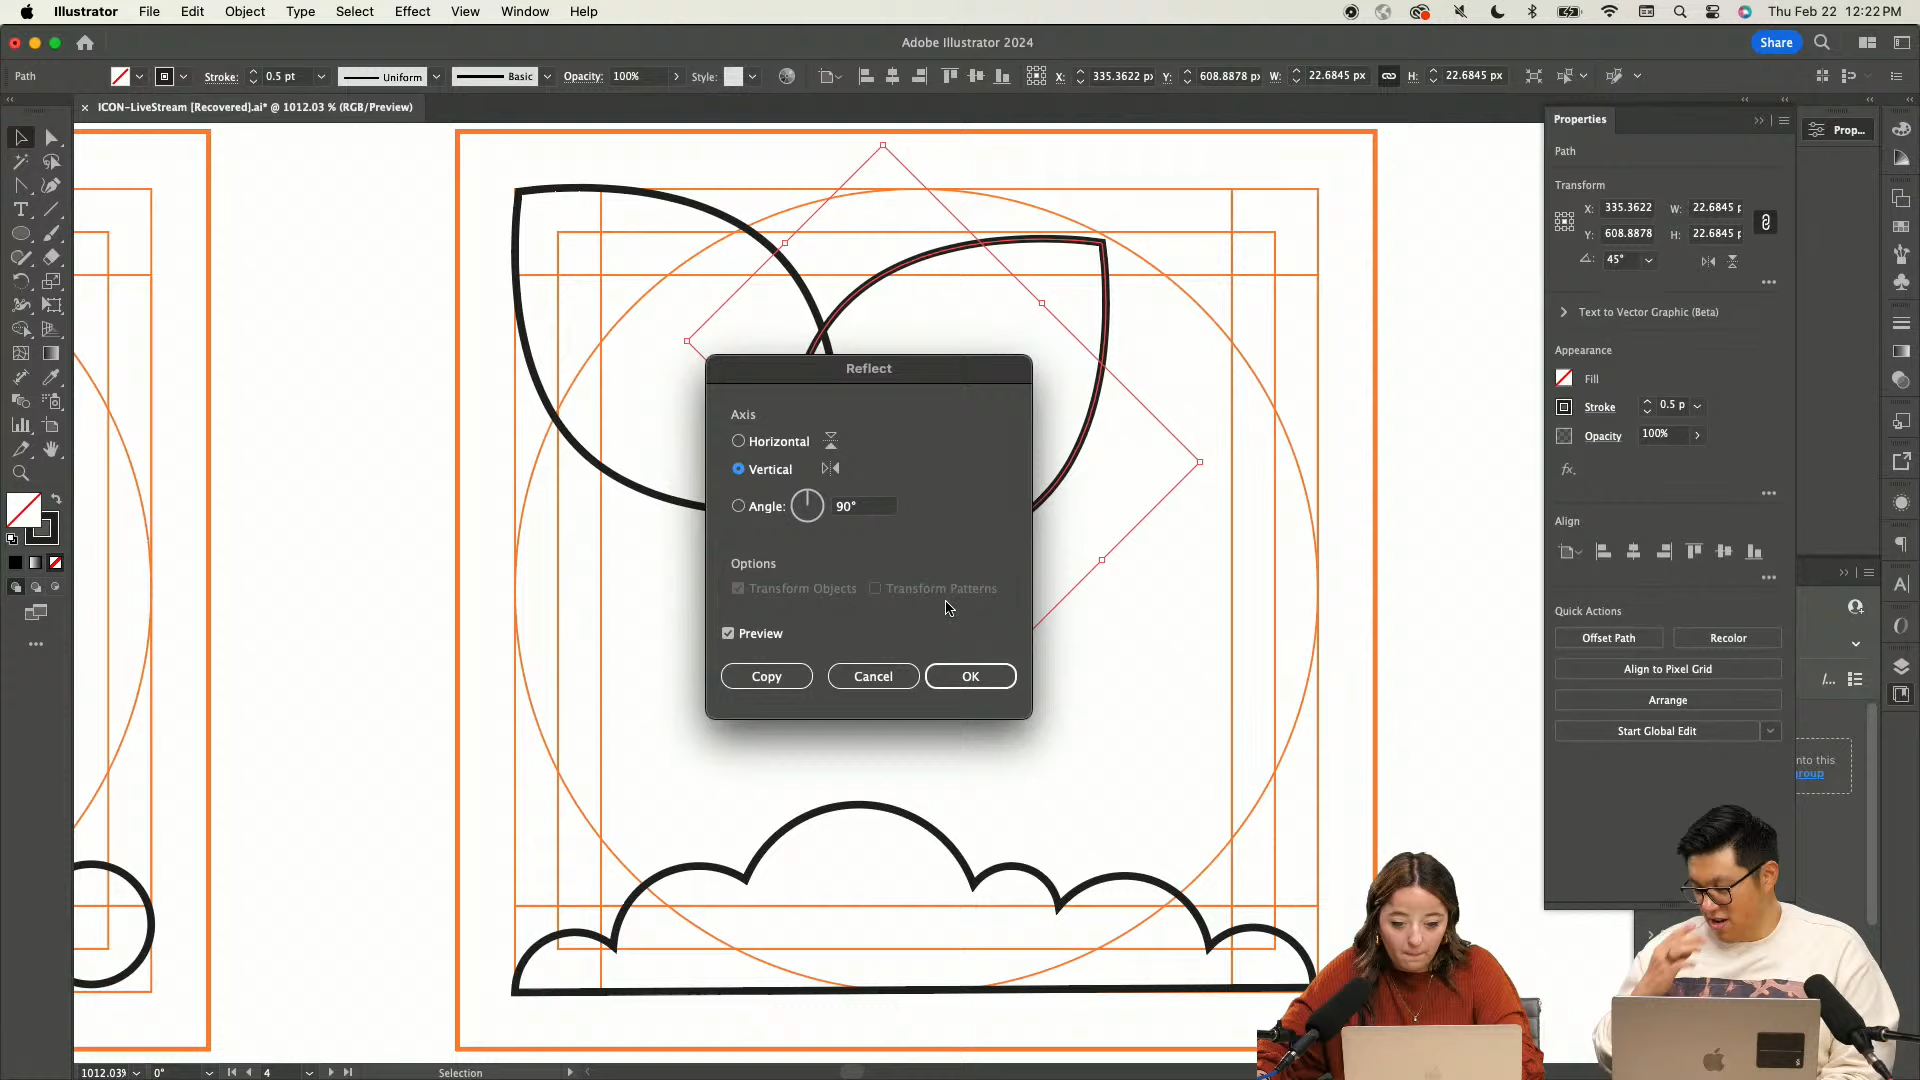 Illustrator File Edit Object Type Select Effect View Window Help Thu Feb 22 12:22 PM
Adobe Illustrator 2024
Share
Path Stroke: 0.5 pt Uniform Basic Opacity: 100% Style: X: 335.3622 px Y: 608.8878 px W: 22.6845 px H: 22.6845 px
× ICON-LiveStream [Recovered].ai* @ 1012.03 % (RGB/Preview)
Properties
Prop...
Path
Transform
X: 335.3622 W: 22.6845 p
Y: 608.8878 H: 22.6845 p
45°
Text to Vector Graphic (Beta)
Appearance
Fill
Stroke 0.5 p
Opacity 100%
fx.
Align
Quick Actions
Offset Path Recolor
Align to Pixel Grid
Arrange
Start Global Edit
/...
nto this
group
Reflect
Axis
Horizontal
Vertical
Angle: 90°
Options
Transform Objects Transform Patterns
Preview
Copy Cancel OK
1012.039 0° 4 Selection